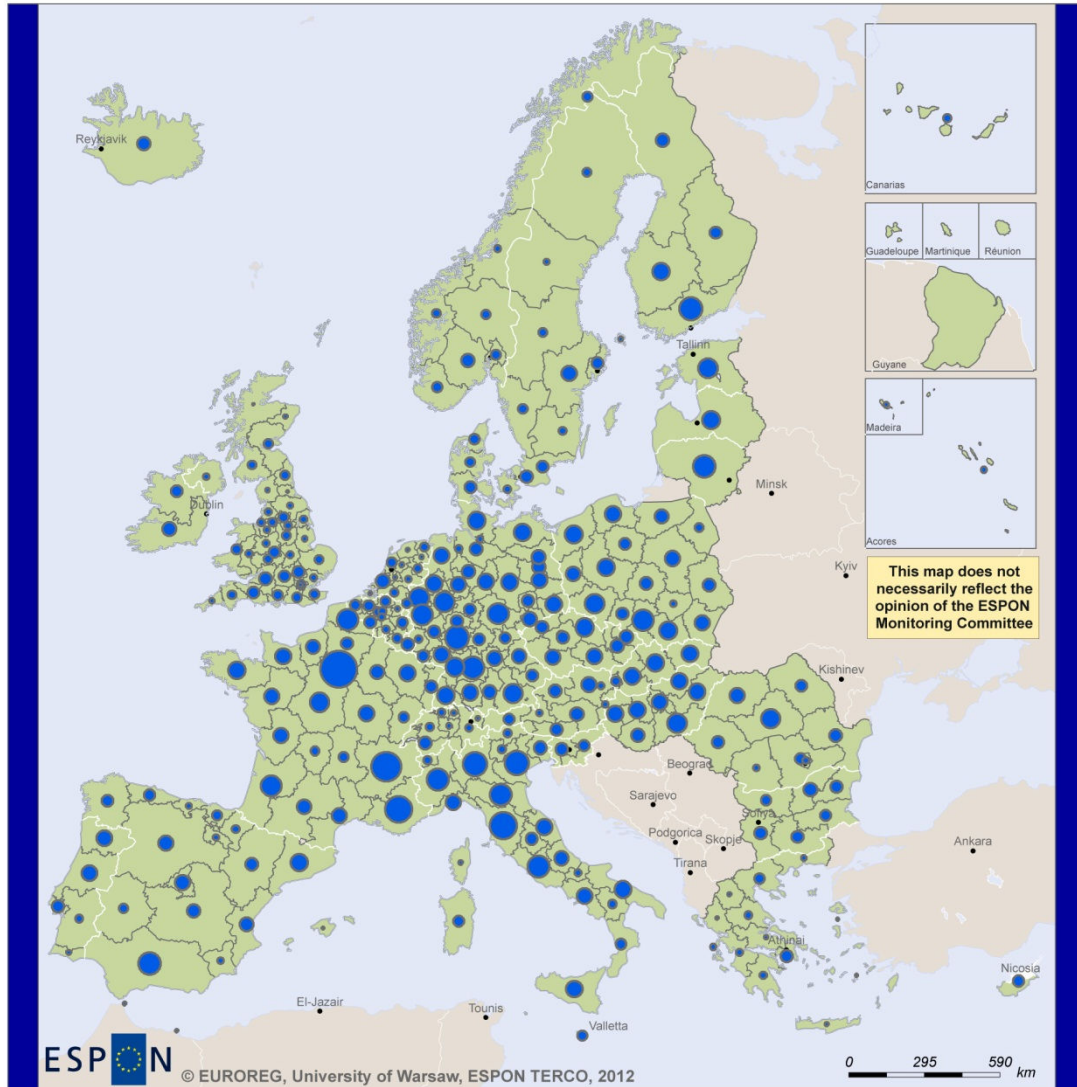 Reykjavik
Canarias
Guadeloupe
Martinique
Réunion
Guyane
Tallinn
Madeira
Acores
Dublin
Minsk
Kyiv
This map does not
necessarily reflect the
opinion of the ESPON
Monitoring Committee
Kishinev
Beograd
Sarajevo
Sofiya
Podgorica
Skopje
Ankara
Tirana
Athinai
Nicosia
El-Jazair
Tounis
Valletta
ESPON
© EUROREG, University of Warsaw, ESPON TERCO, 2012
0 295 590
km